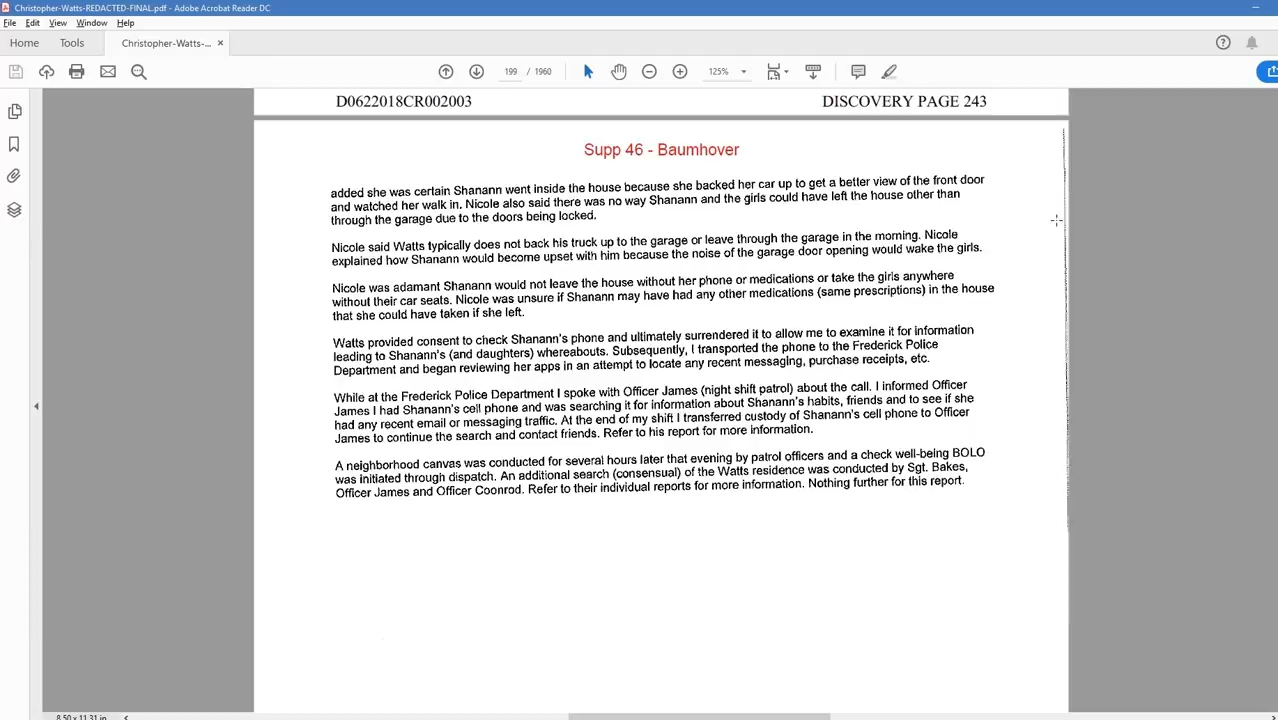 Christopher-Watts-REDACTED-FINAL.pdf - Adobe Acrobat Reader DC
File Edit View Window Help
Home Tools Christopher-Watts-... ×
199 / 1960 125%
D0622018CR002003 DISCOVERY PAGE 243
Supp 46 - Baumhover
added she was certain Shanann went inside the house because she backed her car up to get a better view of the front door
and watched her walk in. Nicole also said there was no way Shanann and the girls could have left the house other than
through the garage due to the doors being locked.
Nicole said Watts typically does not back his truck up to the garage or leave through the garage in the morning. Nicole
explained how Shanann would become upset with him because the noise of the garage door opening would wake the girls.
Nicole was adamant Shanann would not leave the house without her phone or medications or take the girls anywhere
without their car seats. Nicole was unsure if Shanann may have had any other medications (same prescriptions) in the house
that she could have taken if she left.
Watts provided consent to check Shanann's phone and ultimately surrendered it to allow me to examine it for information
leading to Shanann's (and daughters) whereabouts. Subsequently, I transported the phone to the Frederick Police
Department and began reviewing her apps in an attempt to locate any recent messaging, purchase receipts, etc.
While at the Frederick Police Department I spoke with Officer James (night shift patrol) about the call. I informed Officer
James I had Shanann's cell phone and was searching it for information about Shanann's habits, friends and to see if she
had any recent email or messaging traffic. At the end of my shift I transferred custody of Shanann's cell phone to Officer
James to continue the search and contact friends. Refer to his report for more information.
A neighborhood canvas was conducted for several hours later that evening by patrol officers and a check well-being BOLO
was initiated through dispatch. An additional search (consensual) of the Watts residence was conducted by Sgt. Bakes,
Officer James and Officer Coonrod. Refer to their individual reports for more information. Nothing further for this report.
8.50 x 11.31 in